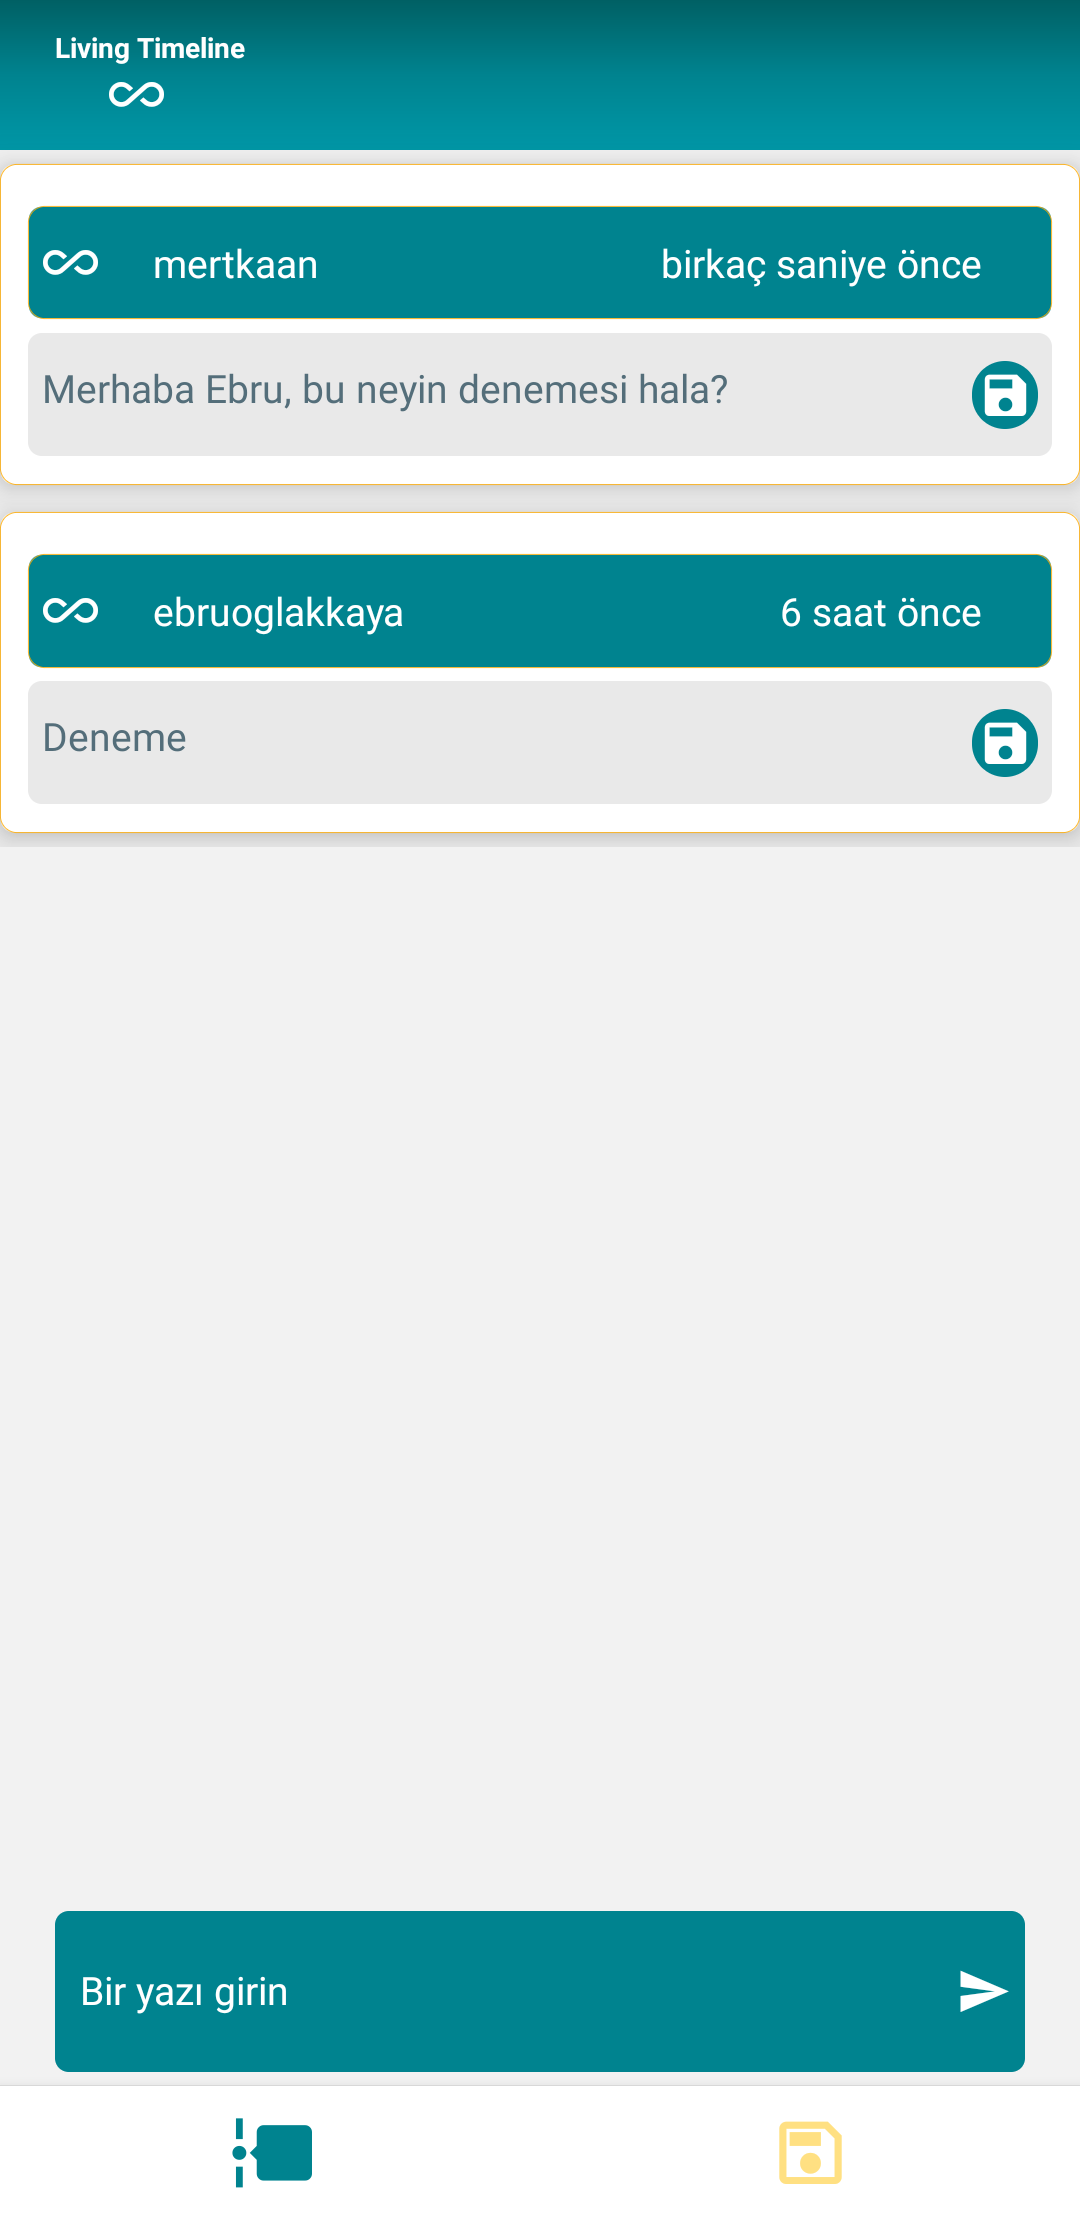 Living Timeline
mertkaan birkaç saniye önce
Merhaba Ebru, bu neyin denemesi hala?
ebruoglakkaya 6 saat önce
Deneme
Bir yazı girin